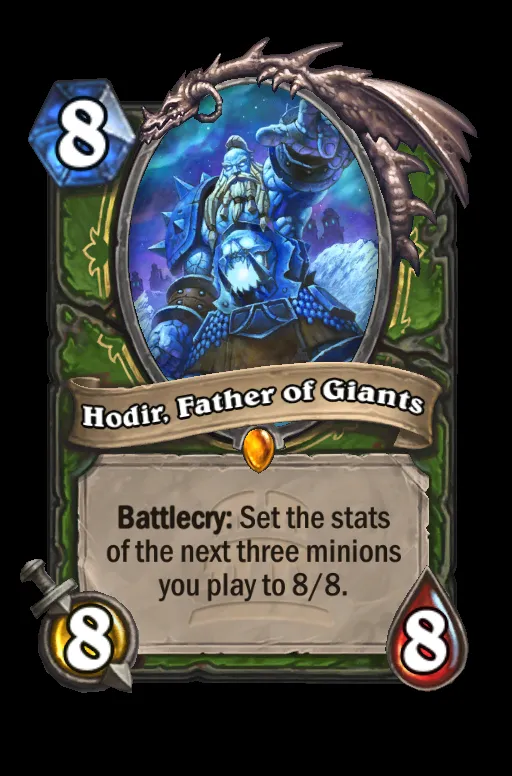 8
Hodir, Father of Giants
Battlecry: Set the stats
of the next three minions
you play to 8/8.
8
8